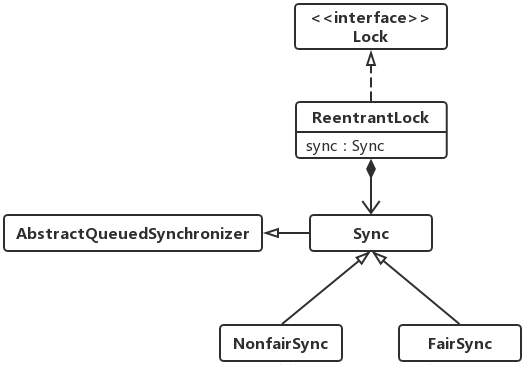 <<interface>>
Lock
ReentrantLock
sync : Sync
AbstractQueuedSynchronizer
Sync
NonfairSync
FairSync